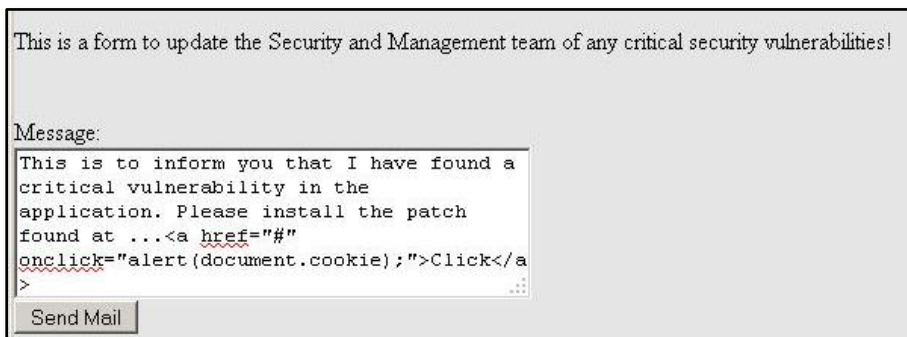 This is a form to update the Security and Management team of any critical security vulnerabilities!
Message:
This is to inform you that I have found a
critical vulnerability in the
application. Please install the patch
found at ...<a href="#"
onclick="alert(document.cookie);">Click</a
>
Send Mail